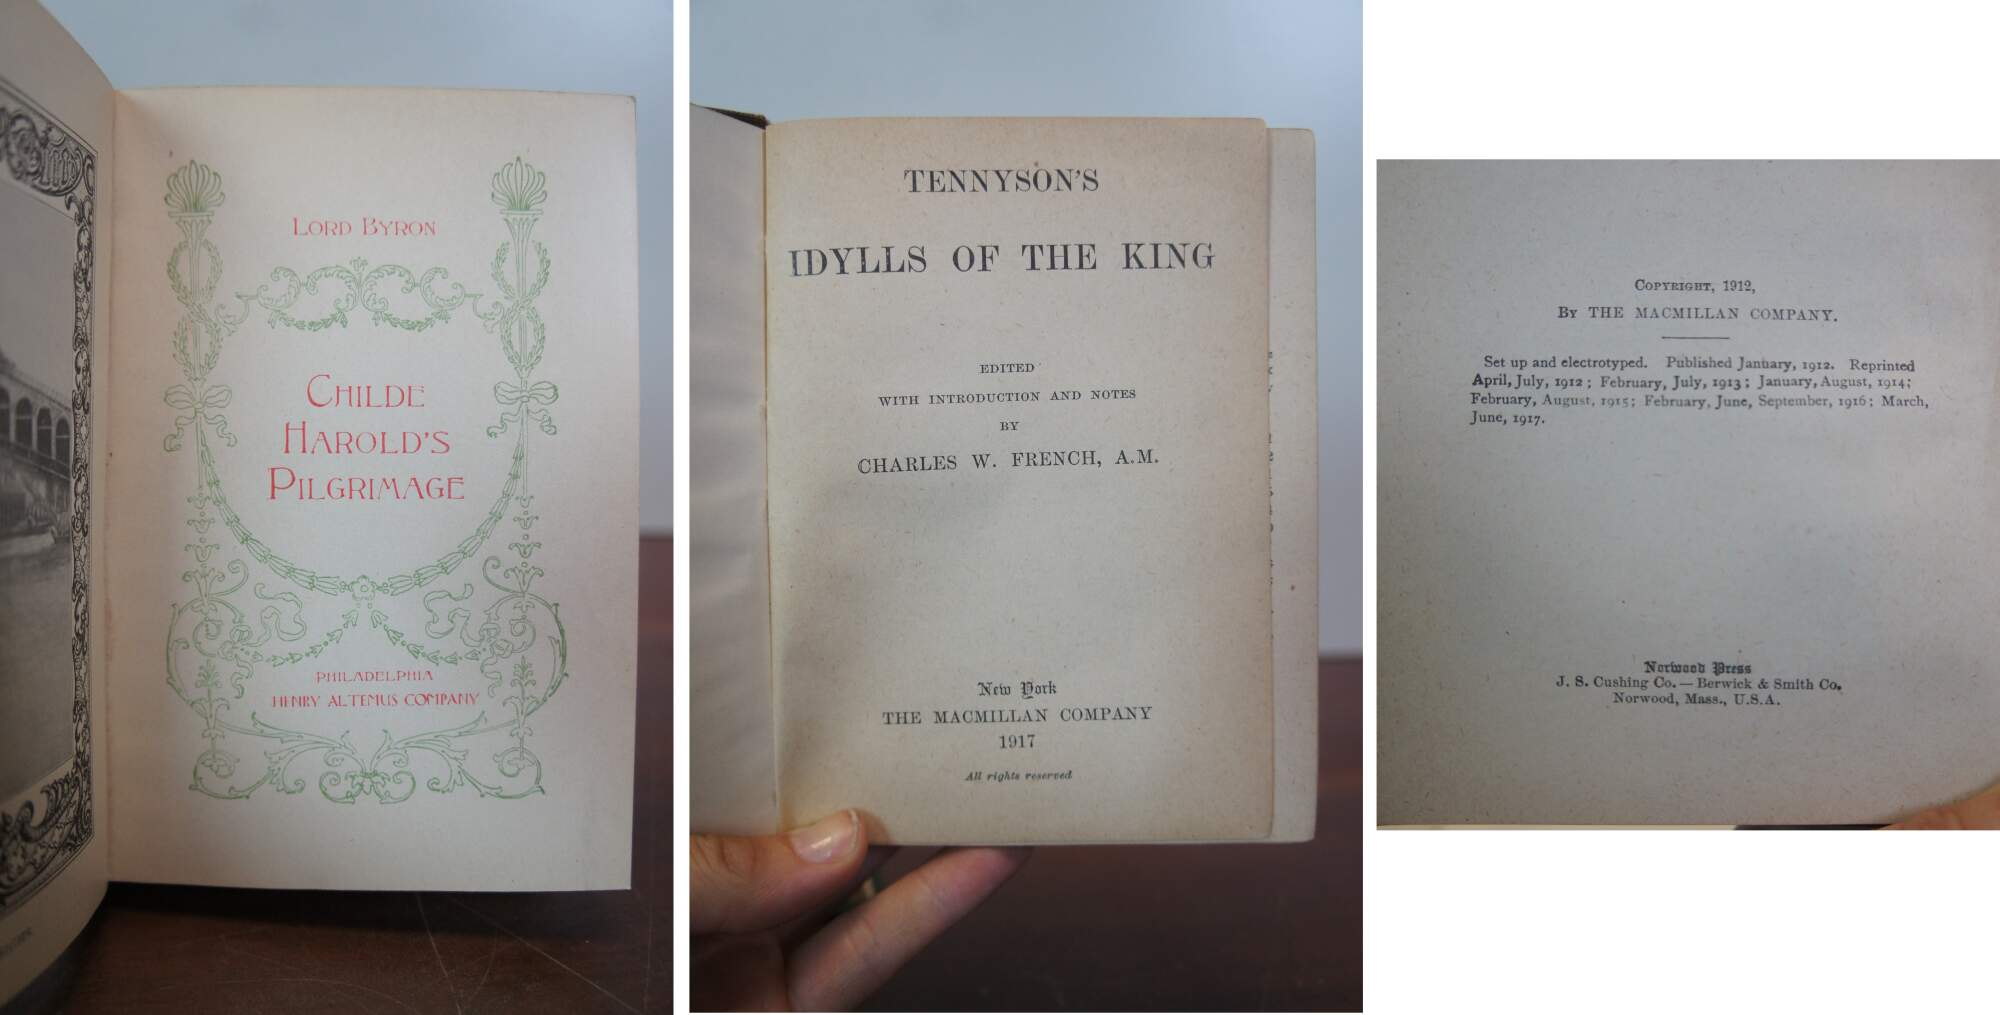 LORD BYRON
CHILDE
HAROLD'S
PILGRIMAGE
PHILADELPHIA
HENRY ALTEMUS COMPANY
TENNYSON'S
IDYLLS OF THE KING
EDITED
WITH INTRODUCTION AND NOTES
BY
CHARLES W. FRENCH, A.M.
New York
THE MACMILLAN COMPANY
1917
All rights reserved
COPYRIGHT, 1912,
BY THE MACMILLAN COMPANY.
Set up and electrotyped. Published January, 1912. Reprinted
April, July, 1912; February, July, 1913; January, August, 1914;
February, August, 1915; February, June, September, 1916; March,
June, 1917.
Norwood Press
J. S. Cushing Co. — Berwick & Smith Co.
Norwood, Mass., U.S.A.